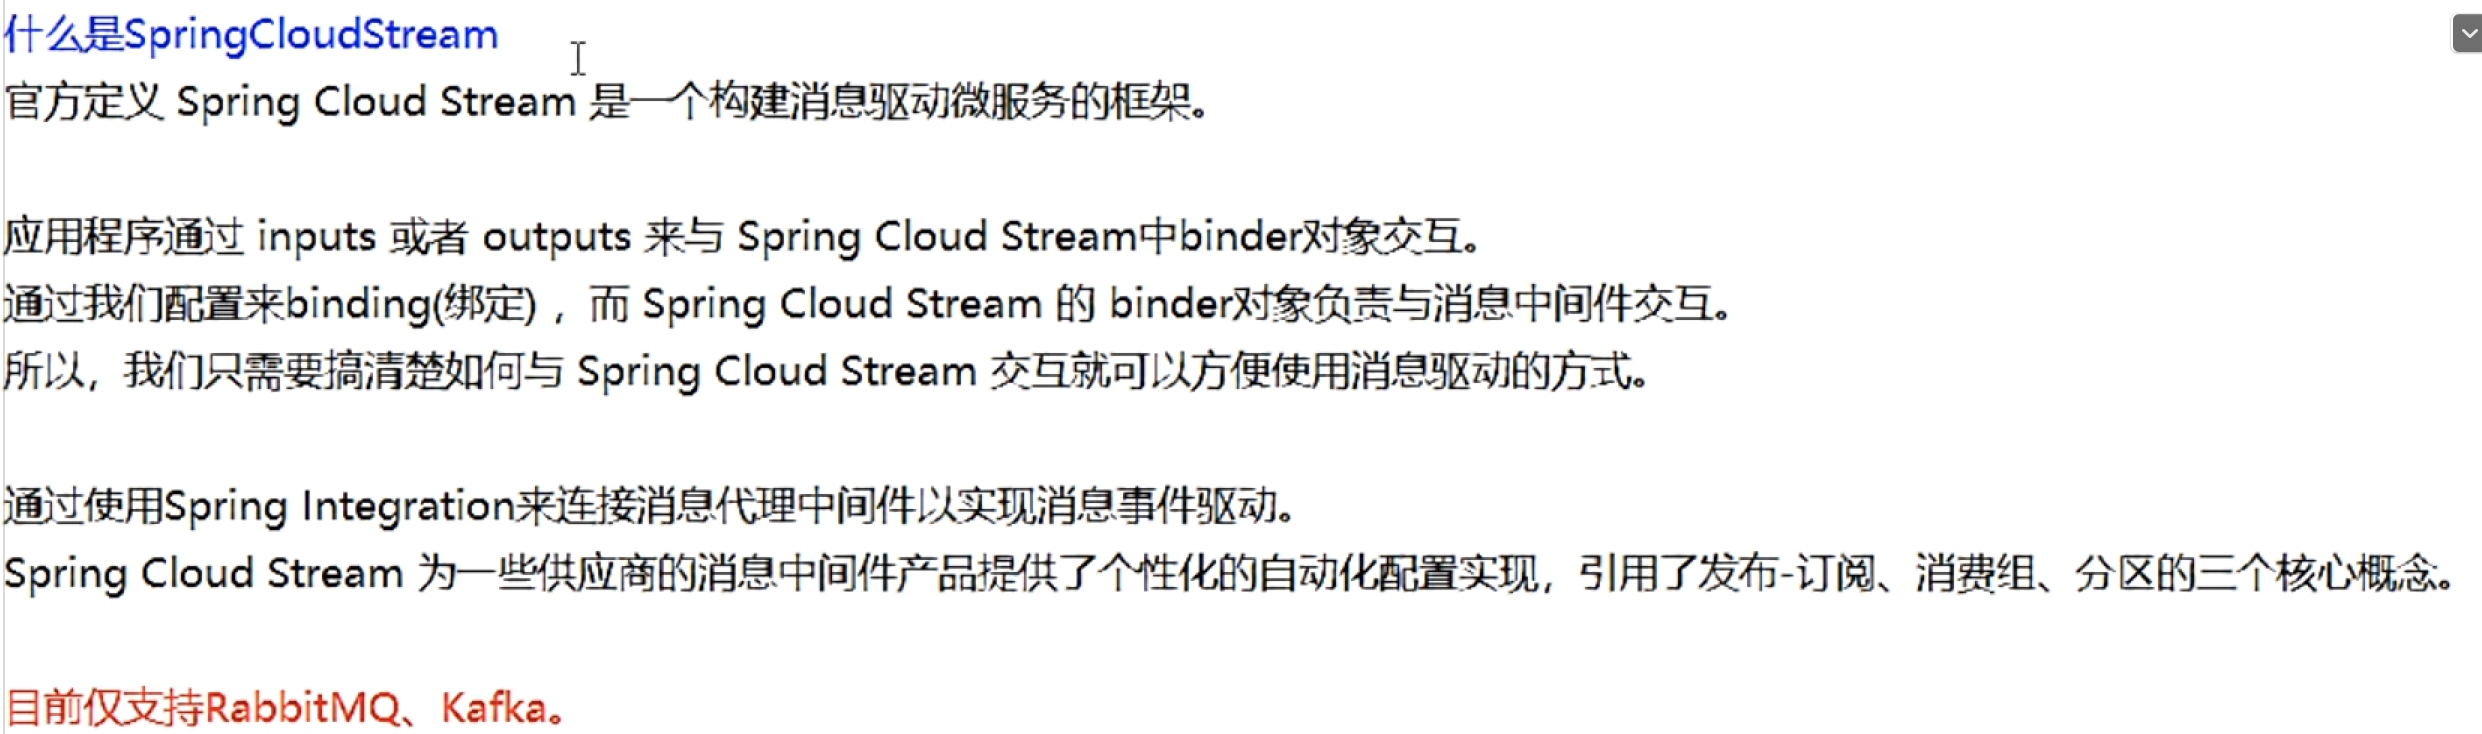 什么是SpringCloudStream
官方定义 Spring Cloud Stream 是一个构建消息驱动微服务的框架。
应用程序通过 inputs 或者 outputs 来与 Spring Cloud Stream中binder对象交互。
通过我们配置来binding(绑定) ，而 Spring Cloud Stream 的 binder对象负责与消息中间件交互。
所以，我们只需要搞清楚如何与 Spring Cloud Stream 交互就可以方便使用消息驱动的方式。
通过使用Spring Integration来连接消息代理中间件以实现消息事件驱动。
Spring Cloud Stream 为一些供应商的消息中间件产品提供了个性化的自动化配置实现，引用了发布-订阅、消费组、分区的三个核心概念。
目前仅支持RabbitMQ、Kafka。